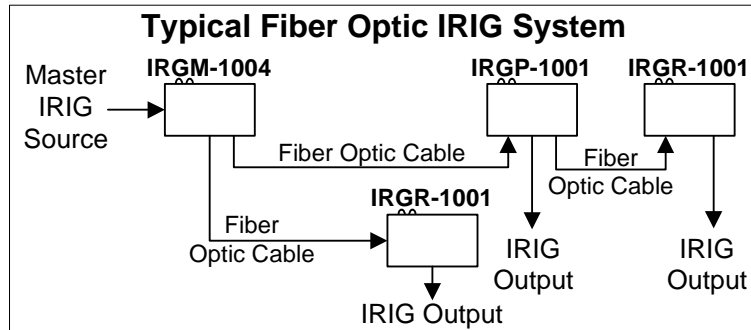 Typical Fiber Optic IRIG System
Master
IRIG
Source
IRGM-1004
IRGP-1001
IRGR-1001
Fiber Optic Cable
Fiber
Optic Cable
IRGR-1001
Fiber
Optic Cable
IRIG Output
IRIG
Output
IRIG
Output